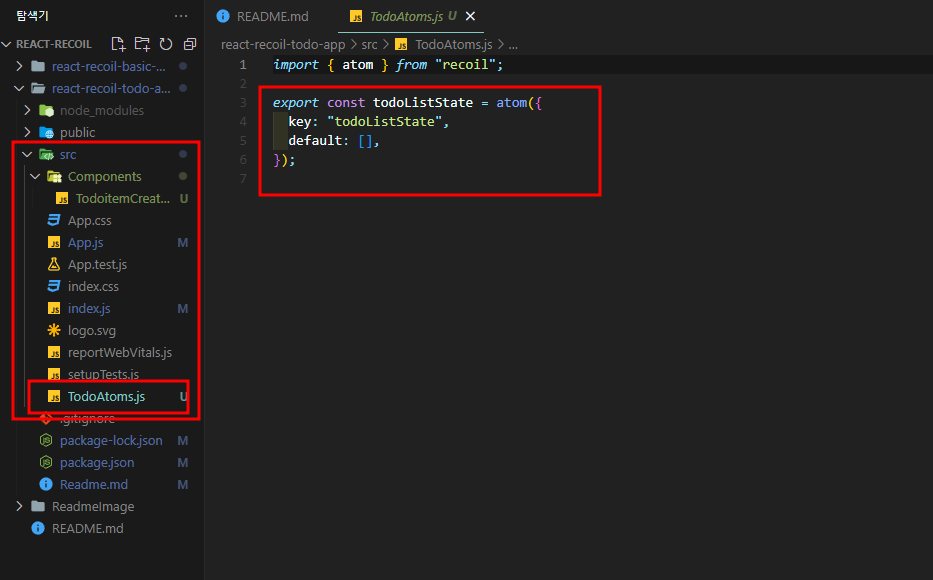 탐색기
REACT-RECOIL
react-recoil-basic-...
react-recoil-todo-a...
node_modules
public
src
Components
TodoitemCreat... U
App.css
App.js M
App.test.js
index.css
index.js M
logo.svg
reportWebVitals.js
setupTests.js
TodoAtoms.js U
.gitignore
package-lock.json M
package.json M
Readme.md M
ReadmeImage
README.md
README.md
TodoAtoms.js U
react-recoil-todo-app > src > JS TodoAtoms.js > ...
1 import { atom } from "recoil";
2
3 export const todoListState = atom({
4 key: "todoListState",
5 default: [],
6 });
7